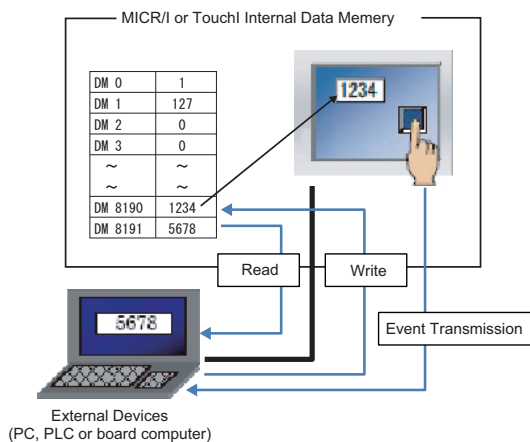 MICR/I or TouchI Internal Data Memory
DM 0 1
DM 1 127
DM 2 0
DM 3 0
~ ~
~ ~
DM 8190 1234
DM 8191 5678
1234
Read
Write
Event Transmission
5678
External Devices
(PC, PLC or board computer)